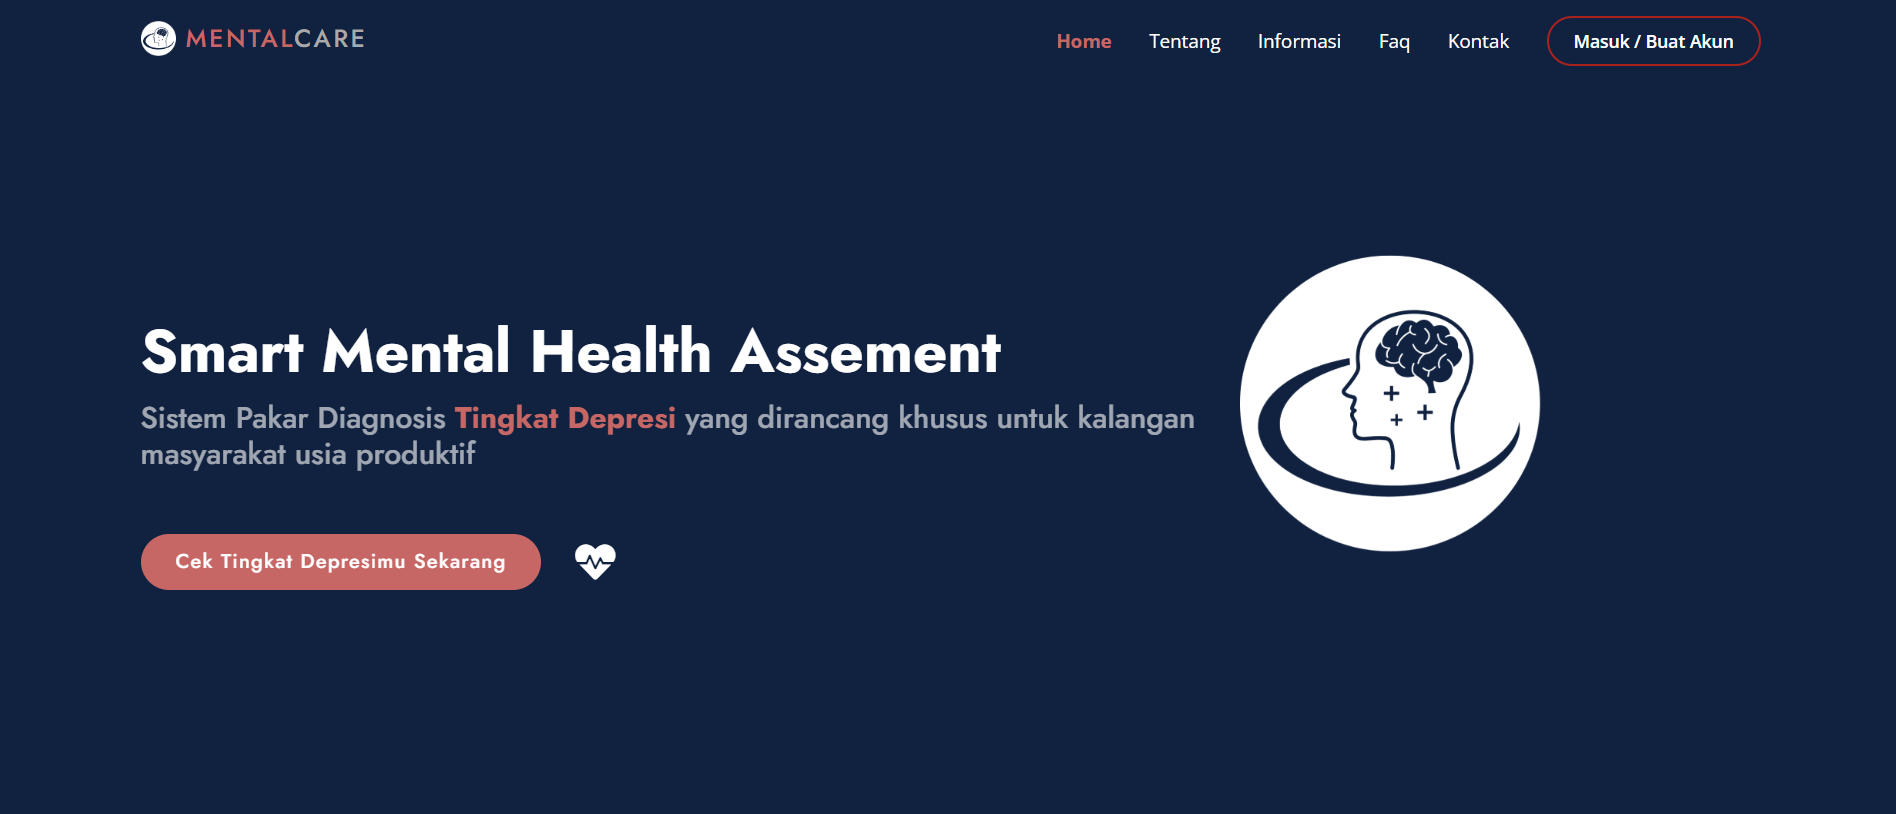 MENTALCARE
Home Tentang Informasi Faq Kontak Masuk / Buat Akun
Smart Mental Health Assement
Sistem Pakar Diagnosis Tingkat Depresi yang dirancang khusus untuk kalangan
masyarakat usia produktif
Cek Tingkat Depresimu Sekarang